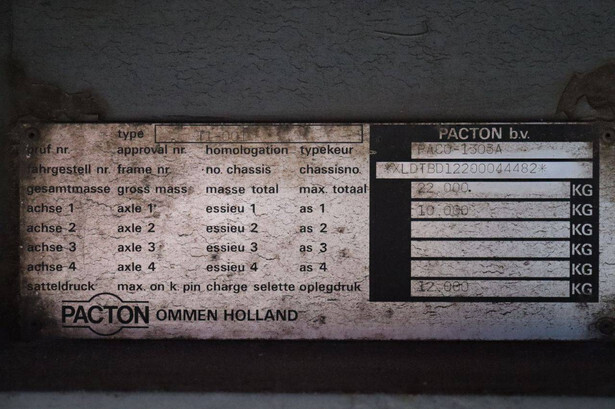 type
PACTON b.v.
prüf nr. approval nr. homologation typekeur PACO-1303A
fahrgestell nr. frame nr. no. chassis chassisno. *XLDTBD12200044482*
gesamtmasse gross mass masse total max. totaal 22.000 KG
achse 1 axle 1 essieu 1 as 1 10.000 KG
achse 2 axle 2 essieu 2 as 2 KG
achse 3 axle 3 essieu 3 as 3 KG
achse 4 axle 4 essieu 4 as 4 KG
satteldruck max. on k pin charge selette oplegdruk 12.000 KG
PACTON OMMEN HOLLAND